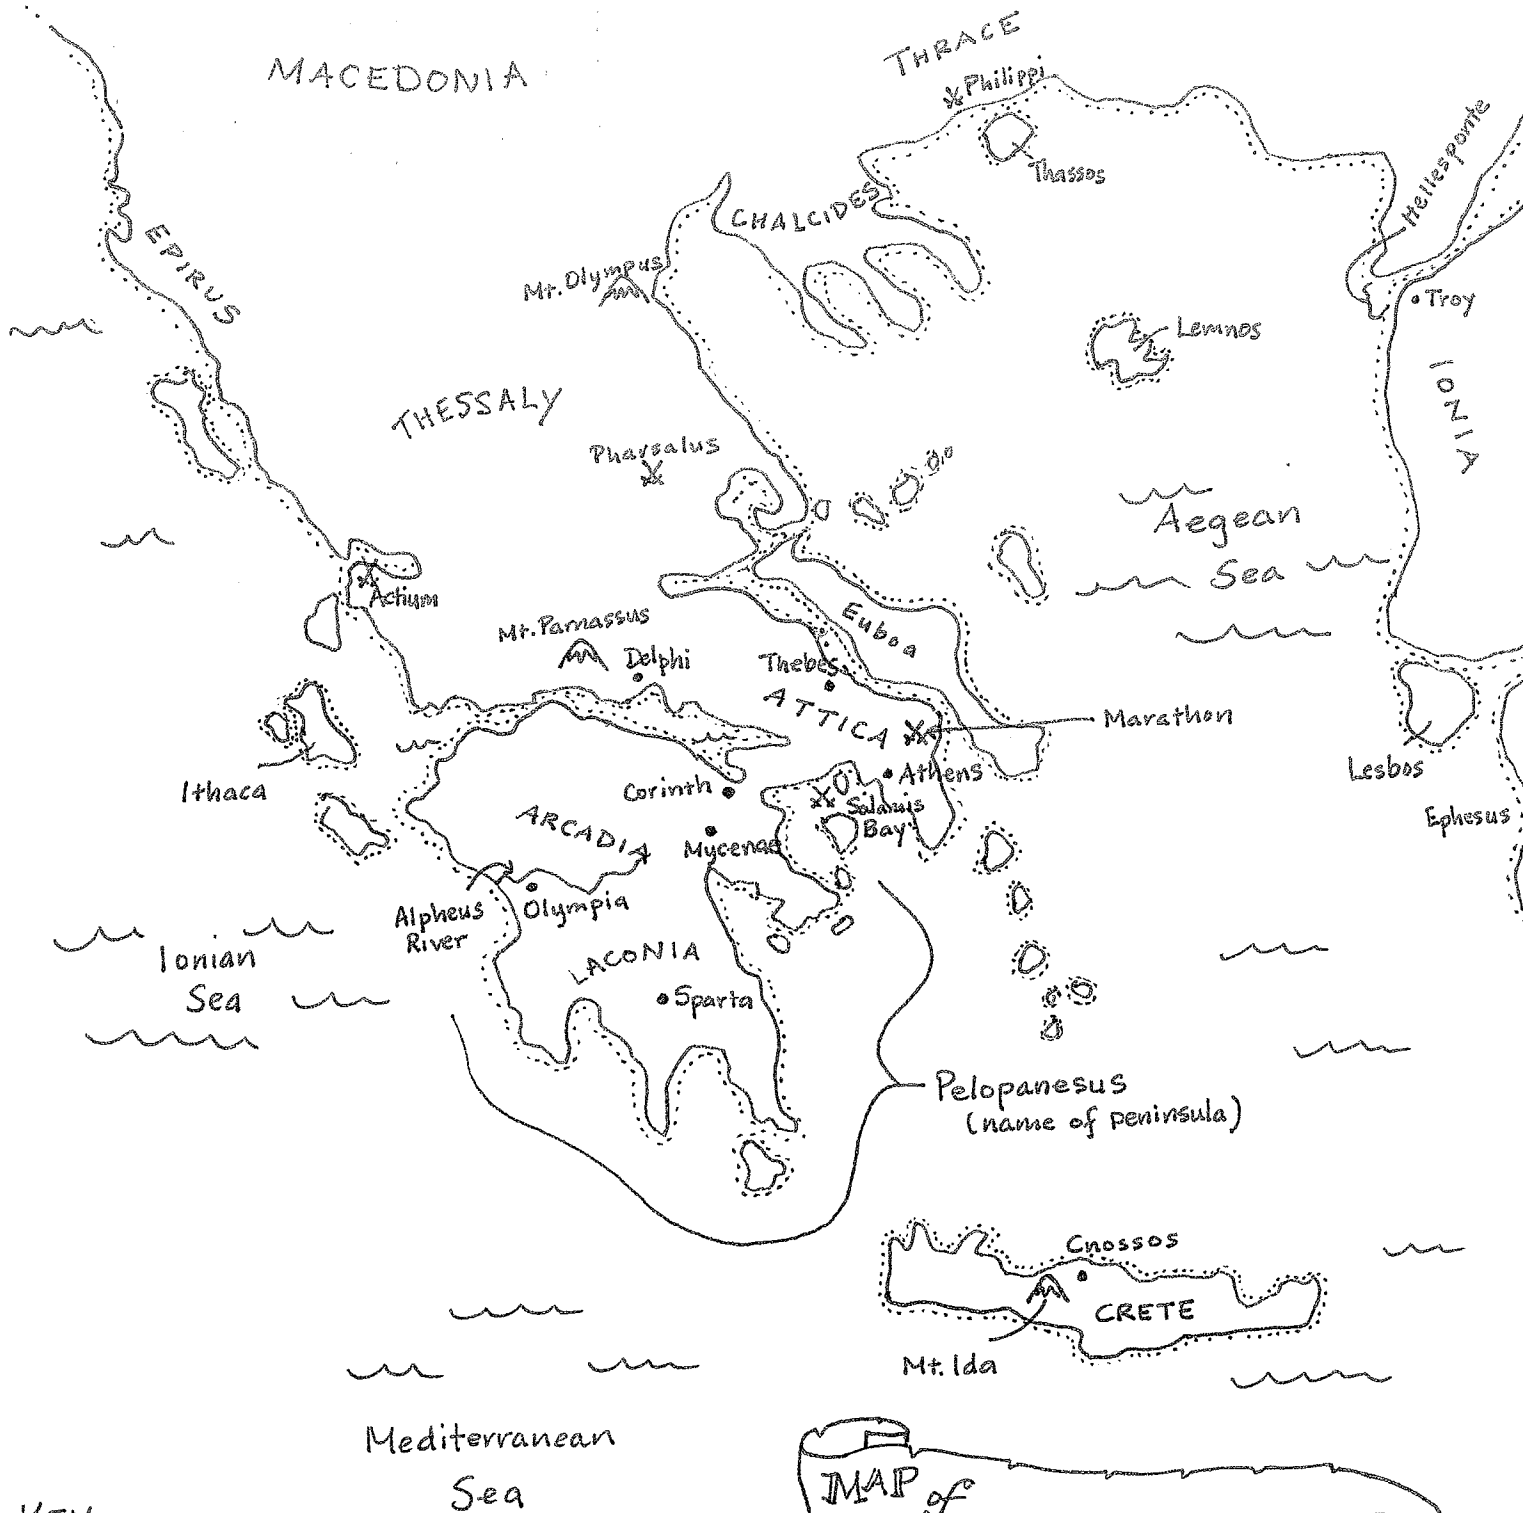 THRACE
MACEDONIA
Philippi
Thassos
Hellesponte
CHALCIDES
EPIRUS
Mt. Olympus
Troy
Lemnos
IONIA
THESSALY
Pharsalus
Aegean
Sea
Actium
Euboa
Mt. Parnassus
Delphi
Thebes
ATTICA
Marathon
Ithaca
Corinth
Athens
Lesbos
Salamis
Bay
ARCADIA
Mycenae
Ephesus
Alpheus
River
Olympia
LACONIA
Ionian
Sea
Sparta
Pelopanesus
(name of peninsula)
Cnossos
CRETE
Mt. Ida
Mediterranean
Sea
MAP
of